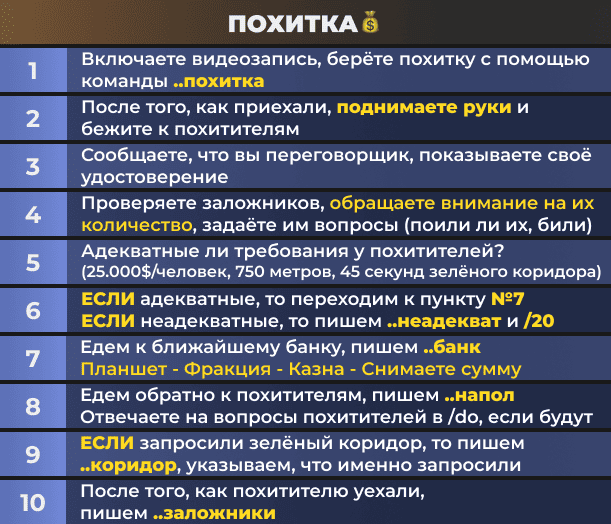 ПОХИТКА💰
1
Включаете видеозапись, берёте похитку с помощью
команды ..похитка
2
После того, как приехали, поднимаете руки и
бежите к похитителям
3
Сообщаете, что вы переговорщик, показываете своё
удостоверение
4
Проверяете заложников, обращаете внимание на их
количество, задаёте им вопросы (поили ли их, били)
5
Адекватные ли требования у похитителей?
(25.000$/человек, 750 метров, 45 секунд зелёного коридора)
6
ЕСЛИ адекватные, то переходим к пункту №7
ЕСЛИ неадекватные, то пишем ..неадекват и /20
7
Едем к ближайшему банку, пишем ..банк
Планшет - Фракция - Казна - Снимаете сумму
8
Едем обратно к похитителям, пишем ..напол
Отвечаете на вопросы похитителей в /do, если будут
9
ЕСЛИ запросили зелёный коридор, то пишем
..коридор, указываем, что именно запросили
10
После того, как похитителю уехали,
пишем ..заложники